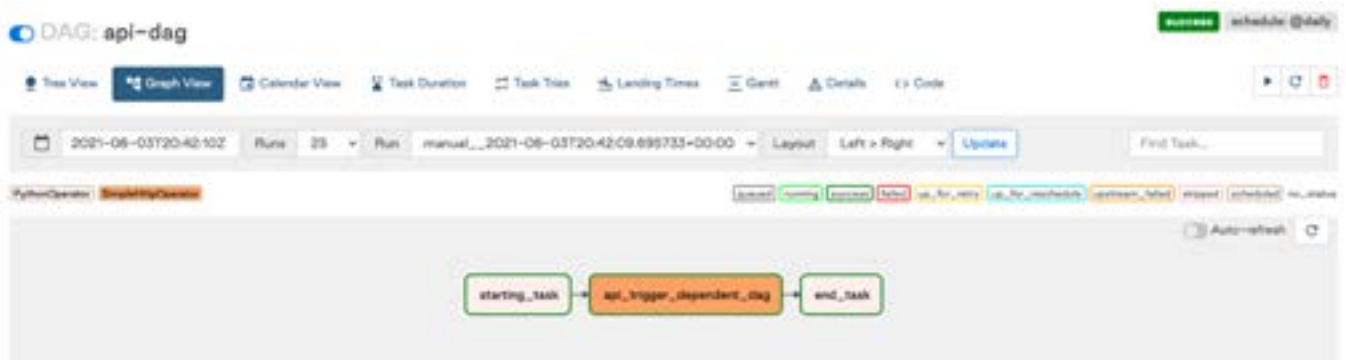 DAG: api-dag
success schedule: @daily
Tree View Graph View Calendar View Task Duration Task Tries Landing Times Gantt Details <> Code
2021-06-03T20:42:10Z Runs 25 Run manual__2021-06-03T20:42:09.695733+00:00 Layout Left > Right Update Find Task...
PythonOperator SimpleHttpOperator queued running success failed up_for_retry up_for_reschedule upstream_failed skipped scheduled no_status
Auto-refresh
starting_task api_trigger_dependent_dag end_task